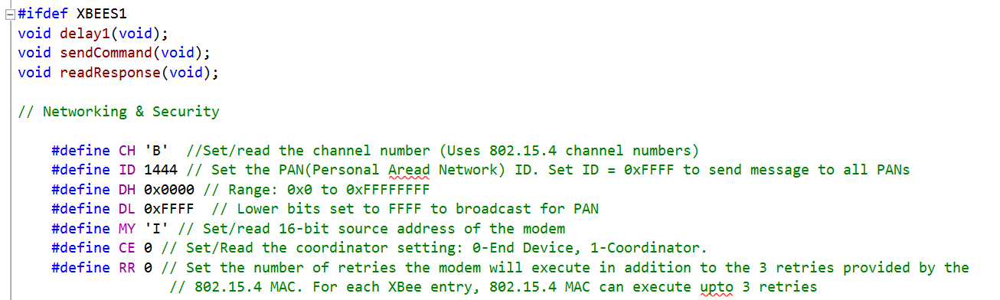 #ifdef XBEES1
void delay1(void);
void sendCommand(void);
void readResponse(void);
// Networking & Security
#define CH 'B'  //Set/read the channel number (Uses 802.15.4 channel numbers)
#define ID 1444 // Set the PAN(Personal Aread Network) ID. Set ID = 0xFFFF to send message to all PANs
#define DH 0x0000 // Range: 0x0 to 0xFFFFFFFF
#define DL 0xFFFF  // Lower bits set to FFFF to broadcast for PAN
#define MY 'I' // Set/read 16-bit source address of the modem
#define CE 0 // Set/Read the coordinator setting: 0-End Device, 1-Coordinator.
#define RR 0 // Set the number of retries the modem will execute in addition to the 3 retries provided by the
// 802.15.4 MAC. For each XBee entry, 802.15.4 MAC can execute upto 3 retries